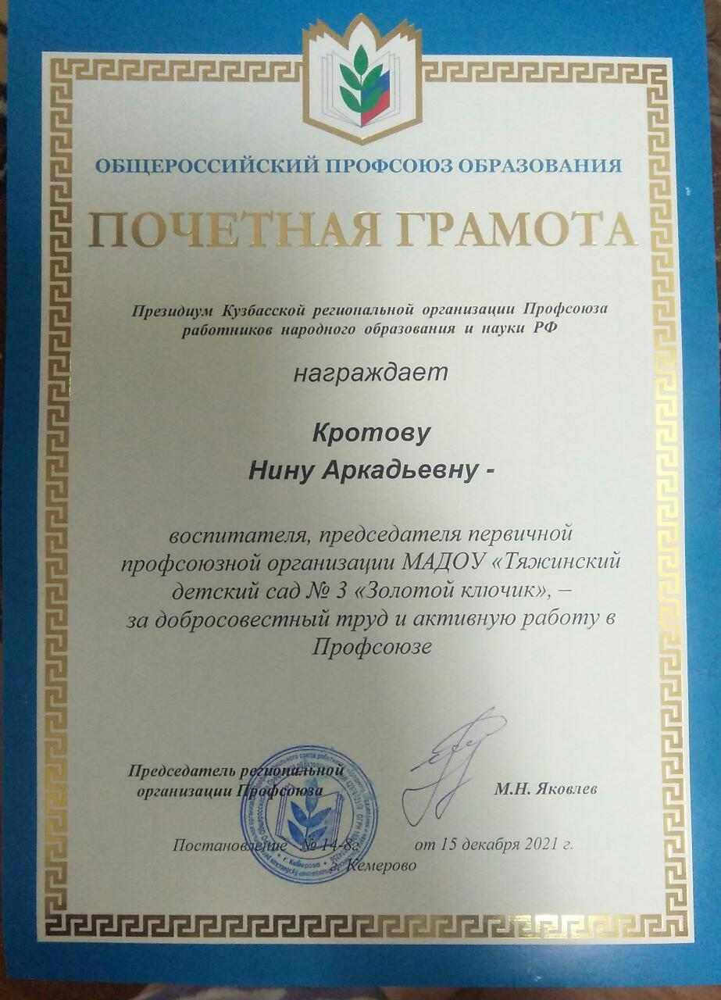 ОБЩЕРОССИЙСКИЙ ПРОФСОЮЗ ОБРАЗОВАНИЯ
ПОЧЕТНАЯ ГРАМОТА
Президиум Кузбасской региональной организации Профсоюза
работников народного образования и науки РФ
награждает
Кротову
Нину Аркадьевну -
воспитателя, председателя первичной
профсоюзной организации МАДОУ «Тяжинский
детский сад № 3 «Золотой ключик», –
за добросовестный труд и активную работу в
Профсоюзе
Председатель региональной
организации Профсоюза
М.Н. Яковлев
Постановление № 14-8г от 15 декабря 2021 г.
г. Кемерово
г. Кемерово